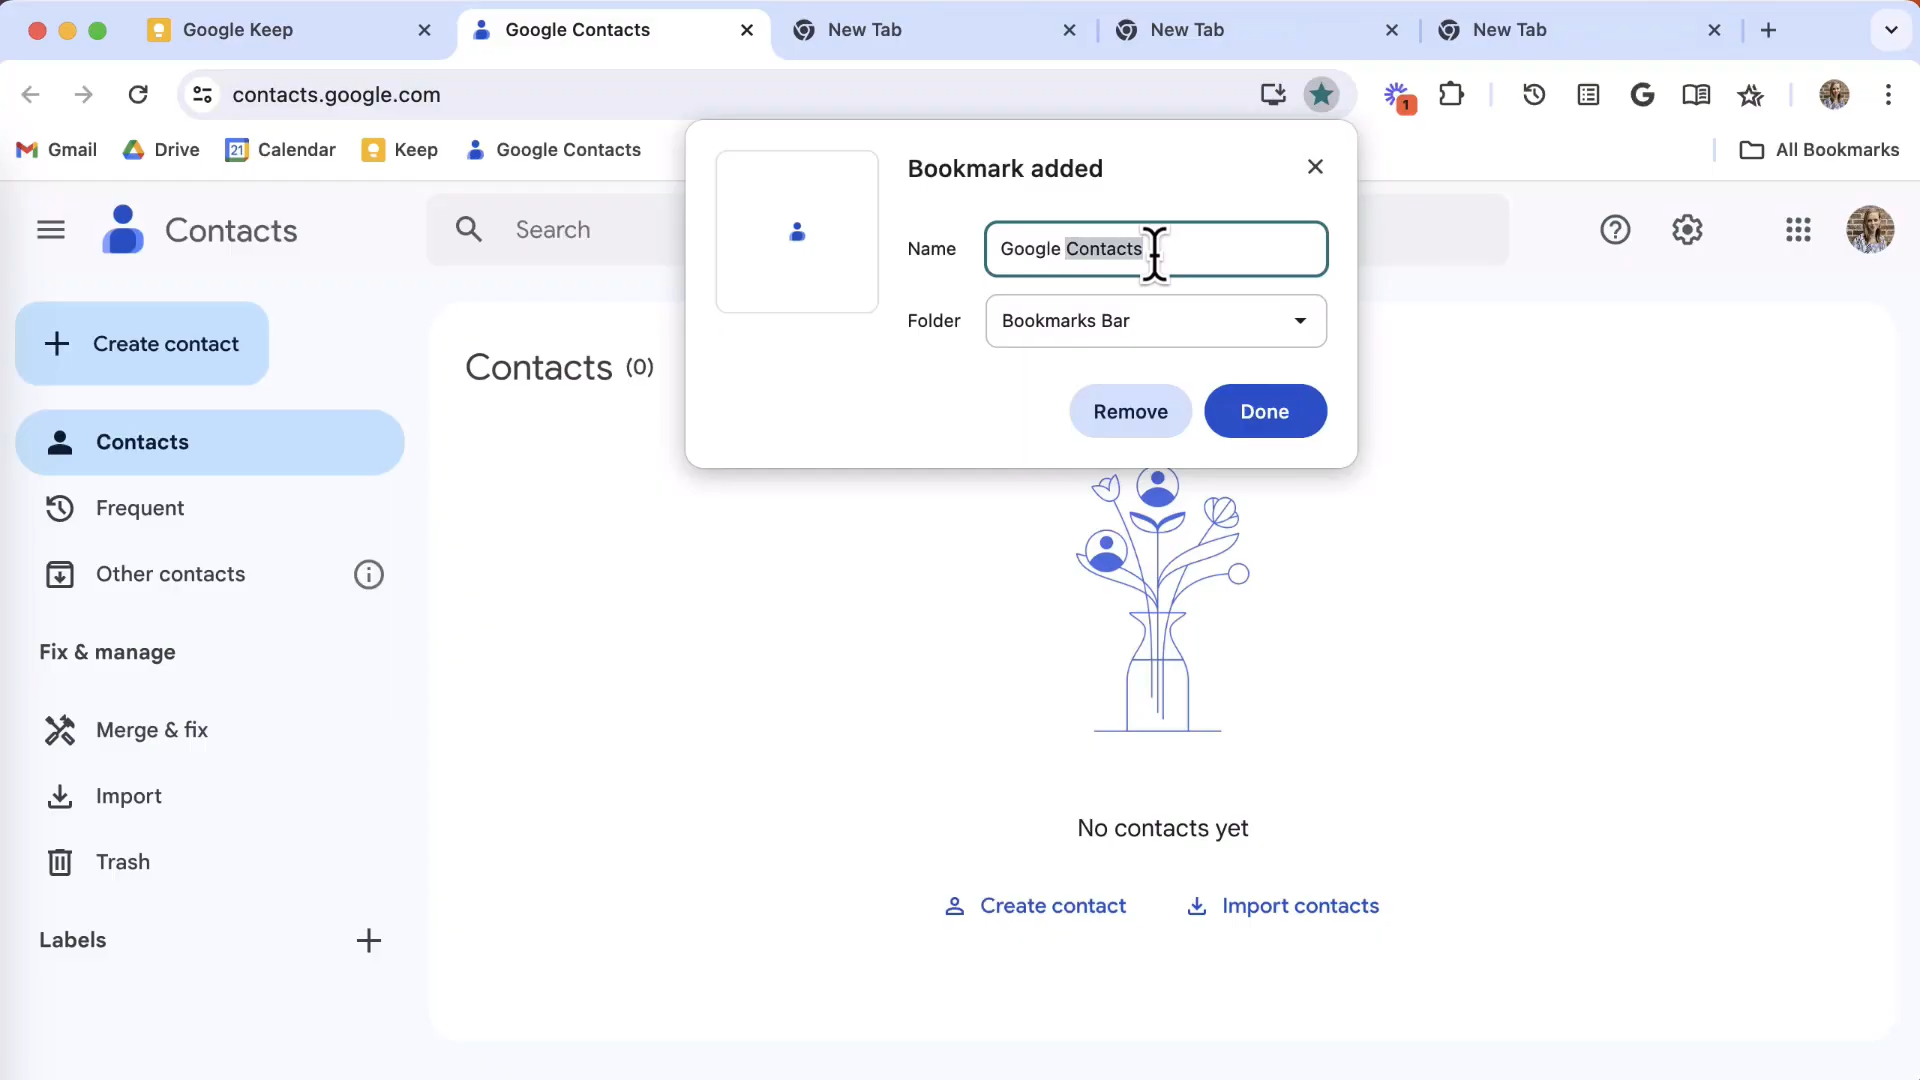 Google Keep
Google Contacts
New Tab
New Tab
New Tab
contacts.google.com
1
Gmail
Drive
21
Calendar
Keep
Google Contacts
All Bookmarks
Contacts
Search
Bookmark added
Name
Google Contacts
Folder
Bookmarks Bar
Remove
Done
Create contact
Contacts
Frequent
Other contacts
Fix & manage
Merge & fix
Import
Trash
Labels
Contacts (0)
No contacts yet
Create contact
Import contacts